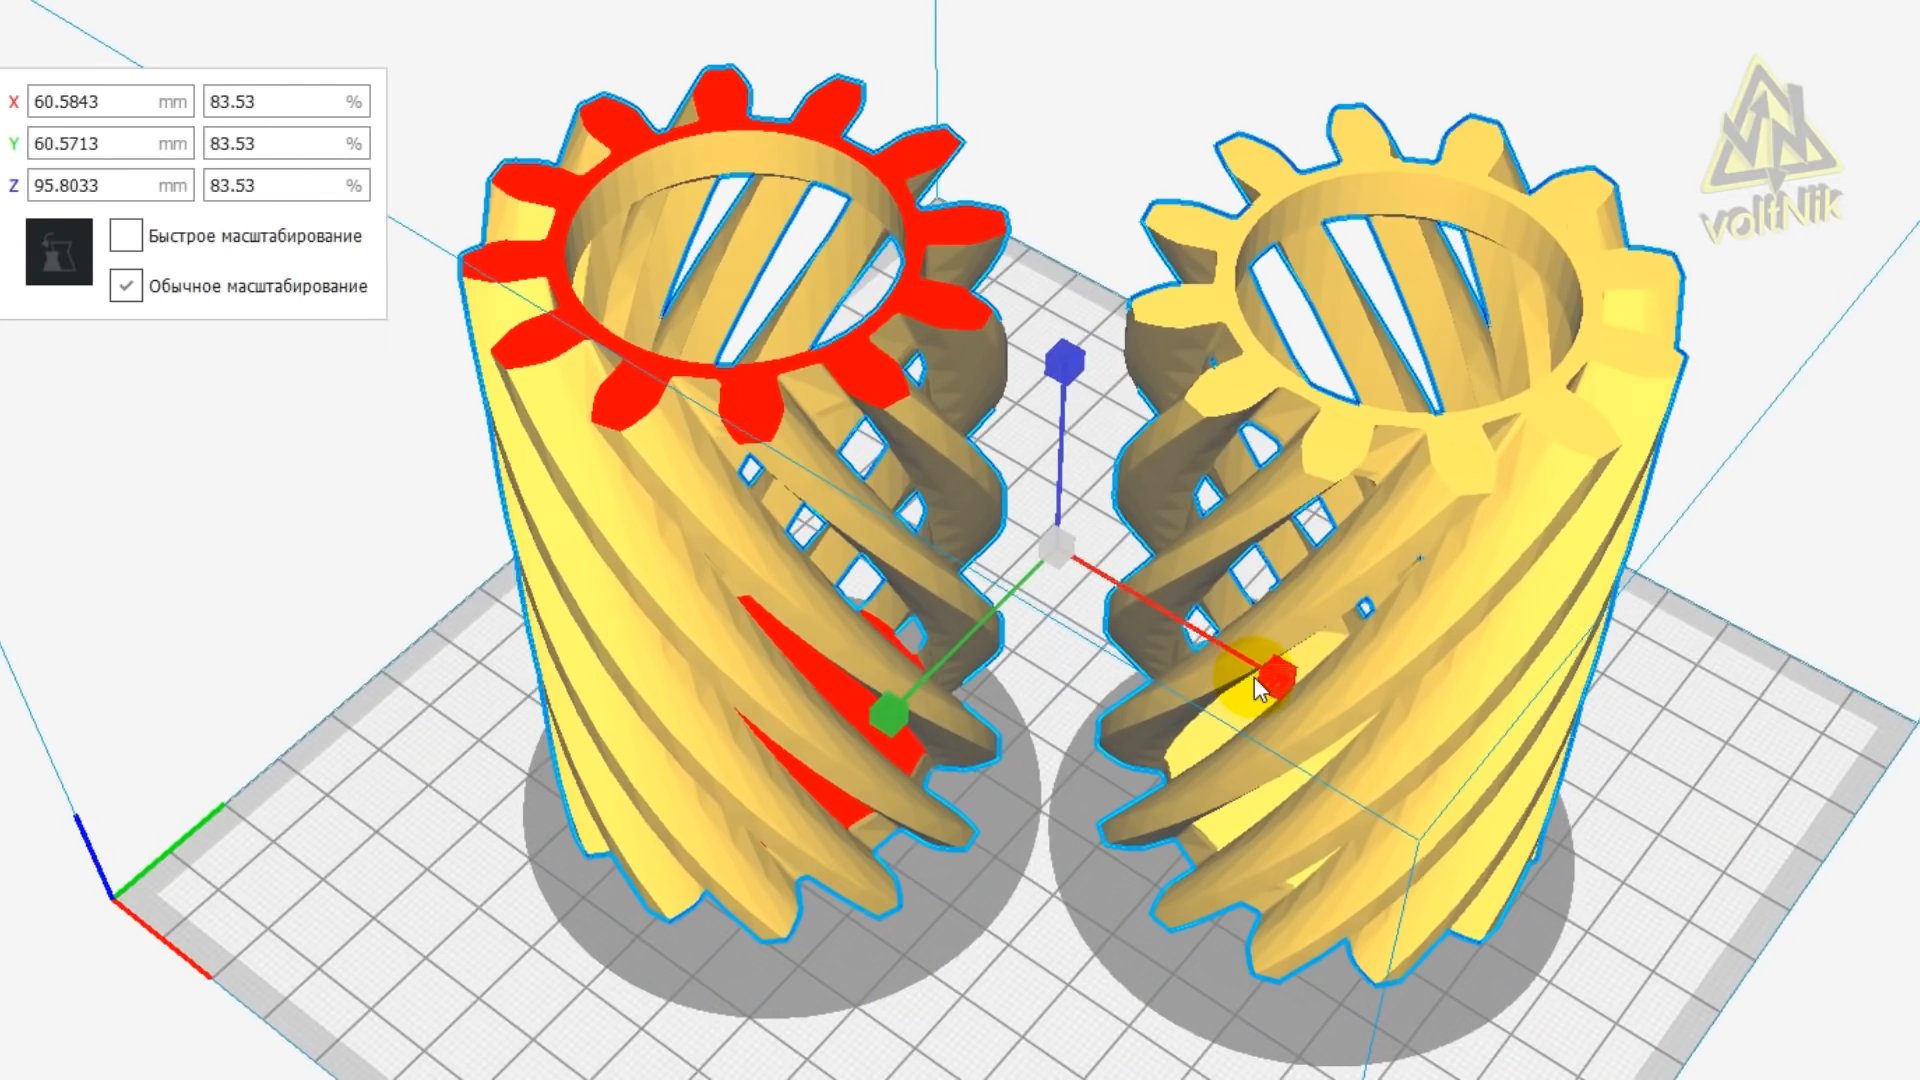 X 60.5843 mm 83.53 %
Y 60.5713 mm 83.53 %
Z 95.8033 mm 83.53 %
Быстрое масштабирование
Обычное масштабирование
voltNik